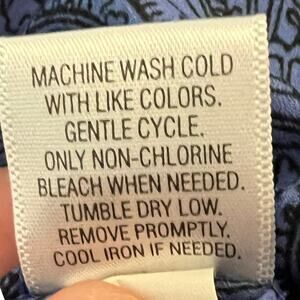 MACHINE WASH COLD
WITH LIKE COLORS.
GENTLE CYCLE.
ONLY NON-CHLORINE
BLEACH WHEN NEEDED.
TUMBLE DRY LOW.
REMOVE PROMPTLY.
COOL IRON IF NEEDED.